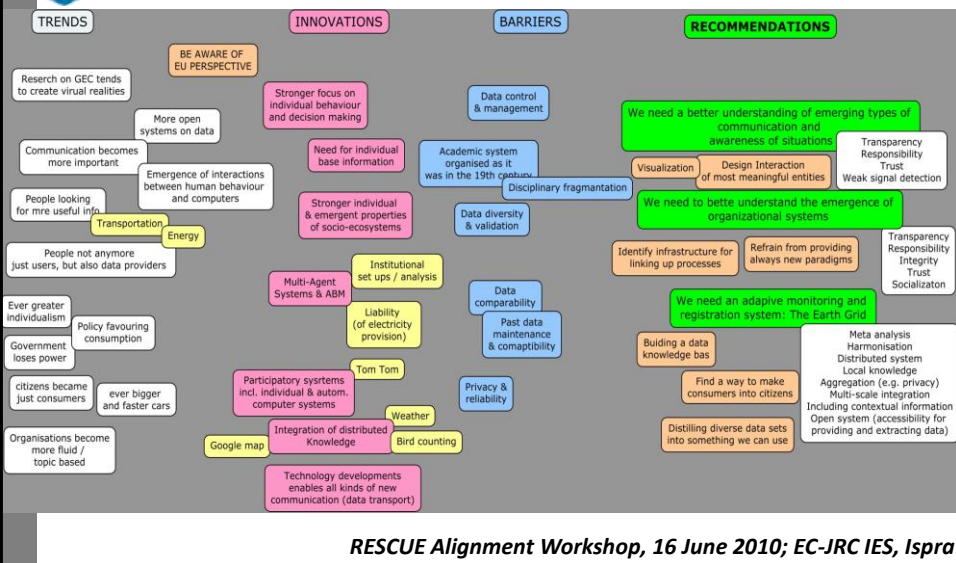 TRENDS
INNOVATIONS
BARRIERS
RECOMMENDATIONS
BE AWARE OF
EU PERSPECTIVE
Reserch on GEC tends
to create virual realities
More open
systems on data
Communication becomes
more important
Emergence of interactions
between human behaviour
and computers
People looking
for mre useful info
Transportation
Energy
People not anymore
just users, but also data providers
Ever greater
individualism
Policy favouring
consumption
Government
loses power
citizens became
just consumers
ever bigger
and faster cars
Organisations become
more fluid /
topic based
Stronger focus on
individual behaviour
and decision making
Need for individual
base information
Stronger individual
& emergent properties
of socio-ecosystems
Institutional
set ups / analysis
Multi-Agent
Systems & ABM
Liability
(of electricity
provision)
Tom Tom
Participatory sysrtems
incl. individual & autom.
computer systems
Weather
Integration of distributed
Knowledge
Google map
Bird counting
Technology developments
enables all kinds of new
communication (data transport)
Data control
& management
Academic system
organised as it
was in the 19th century
Disciplinary fragmantation
Data diversity
& validation
Data
comparability
Past data
maintenance
& comaptibility
Privacy &
reliability
We need a better understanding of emerging types of
communication and
awareness of situations
Transparency
Responsibility
Trust
Weak signal detection
Visualization
Design Interaction
of most meaningful entities
We need to bette understand the emergence of
organizational systems
Identify infrastructure for
linking up processes
Refrain from providing
always new paradigms
Transparency
Responsibility
Integrity
Trust
Socializaton
We need an adapive monitoring and
registration system: The Earth Grid
Buiding a data
knowledge bas
Find a way to make
consumers into citizens
Distilling diverse data sets
into something we can use
Meta analysis
Harmonisation
Distributed system
Local knowledge
Aggregation (e.g. privacy)
Multi-scale integration
Including contextual information
Open system (accessibility for
providing and extracting data)
RESCUE Alignment Workshop, 16 June 2010; EC-JRC IES, Ispra